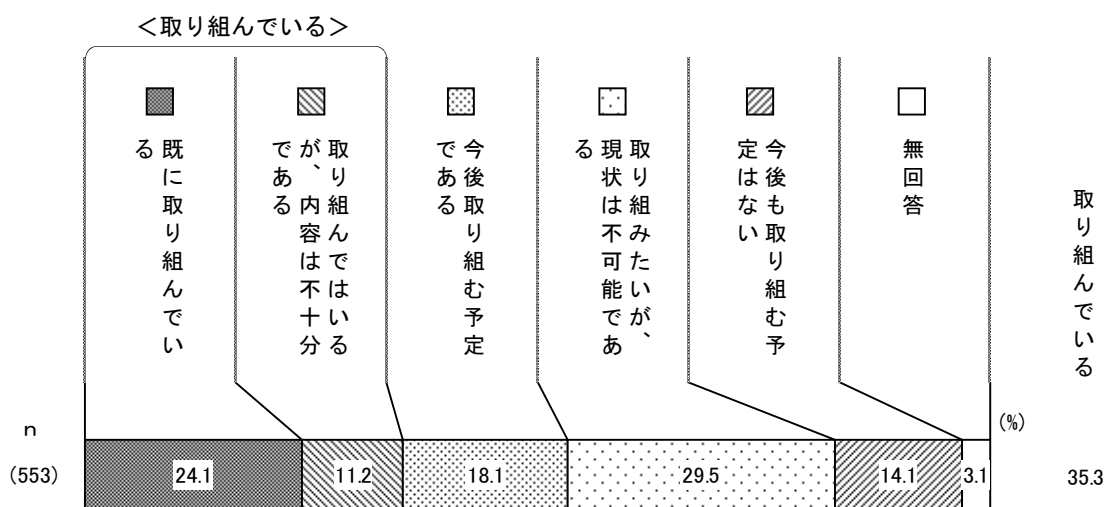 ＜取り組んでいる＞
既に取り組んでい
る
取り組んではいる
が、内容は不十分
である
今後取り組む予定
である
取り組みたいが、
現状は不可能であ
る
今後も取り組む予
定はない
無回答
取り組んでいる
(%)
ｎ
(553)
24.1
11.2
18.1
29.5
14.1
3.1
35.3